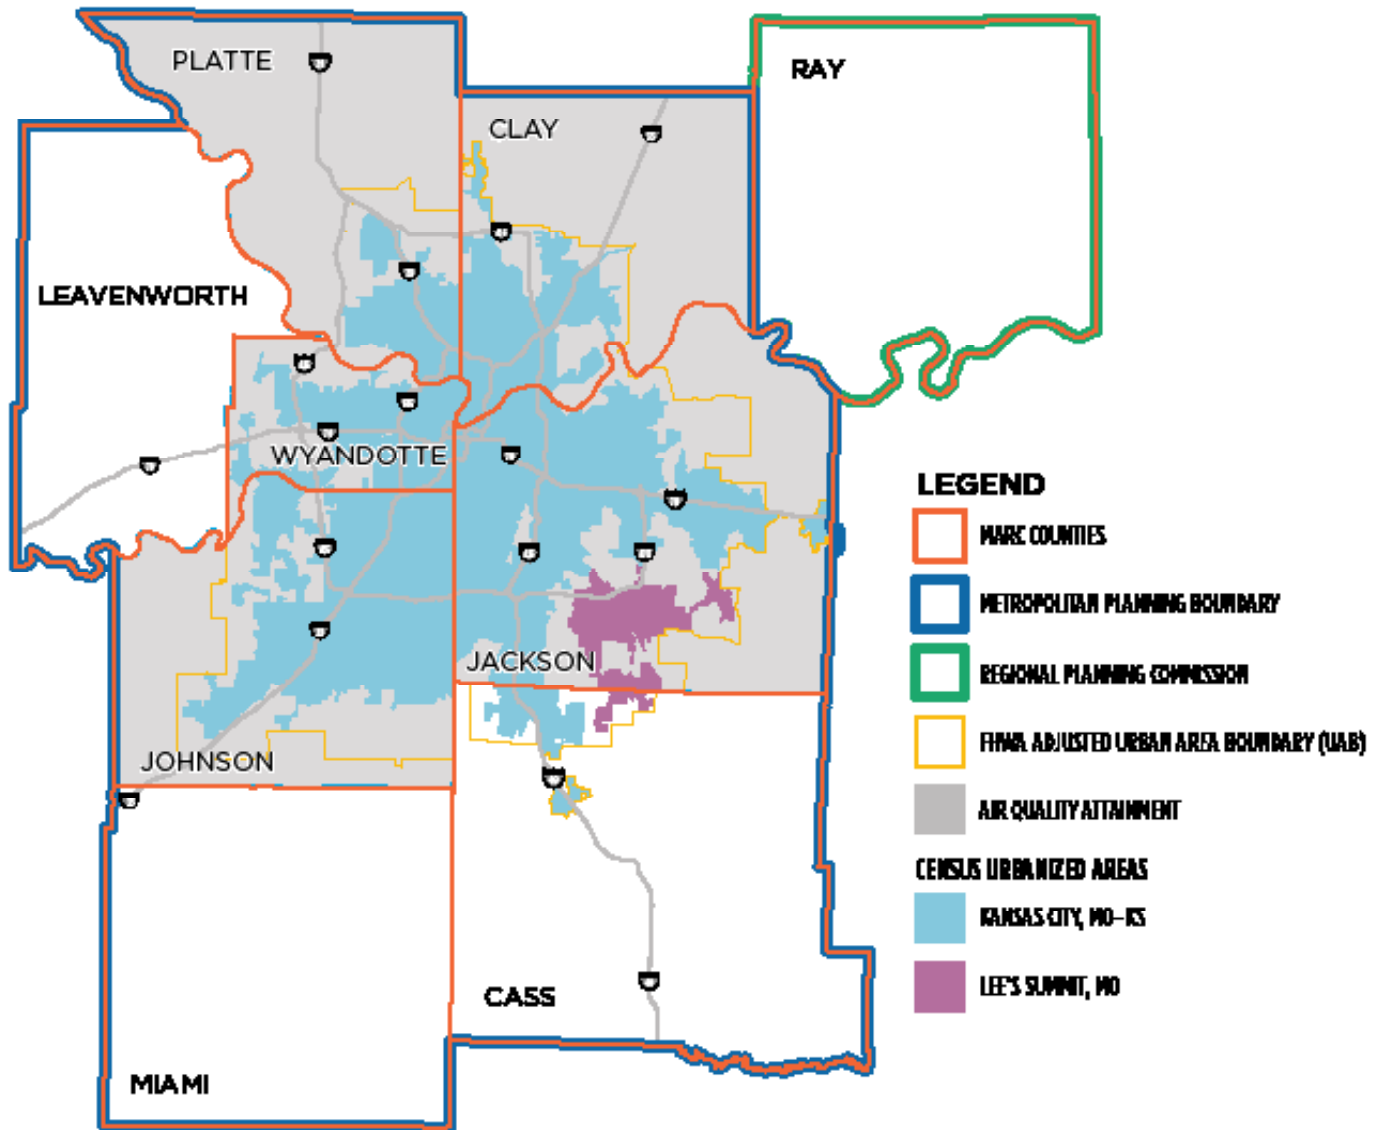 PLATTE
RAY
CLAY
LEAVENWORTH
WYANDOTTE
JACKSON
JOHNSON
CASS
MIAMI
LEGEND
MARC COUNTIES
METROPOLITAN PLANNING BOUNDARY
REGIONAL PLANNING COMMISSION
FHWA ADJUSTED URBAN AREA BOUNDARY (UAB)
AIR QUALITY ATTAINMENT
CENSUS URBANIZED AREAS
KANSAS CITY, MO-KS
LEE'S SUMMIT, MO